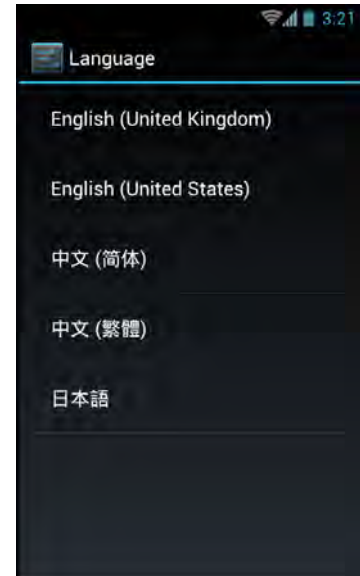 3:21
Language
English (United Kingdom)
English (United States)
中文 (简体)
中文 (繁體)
日本語